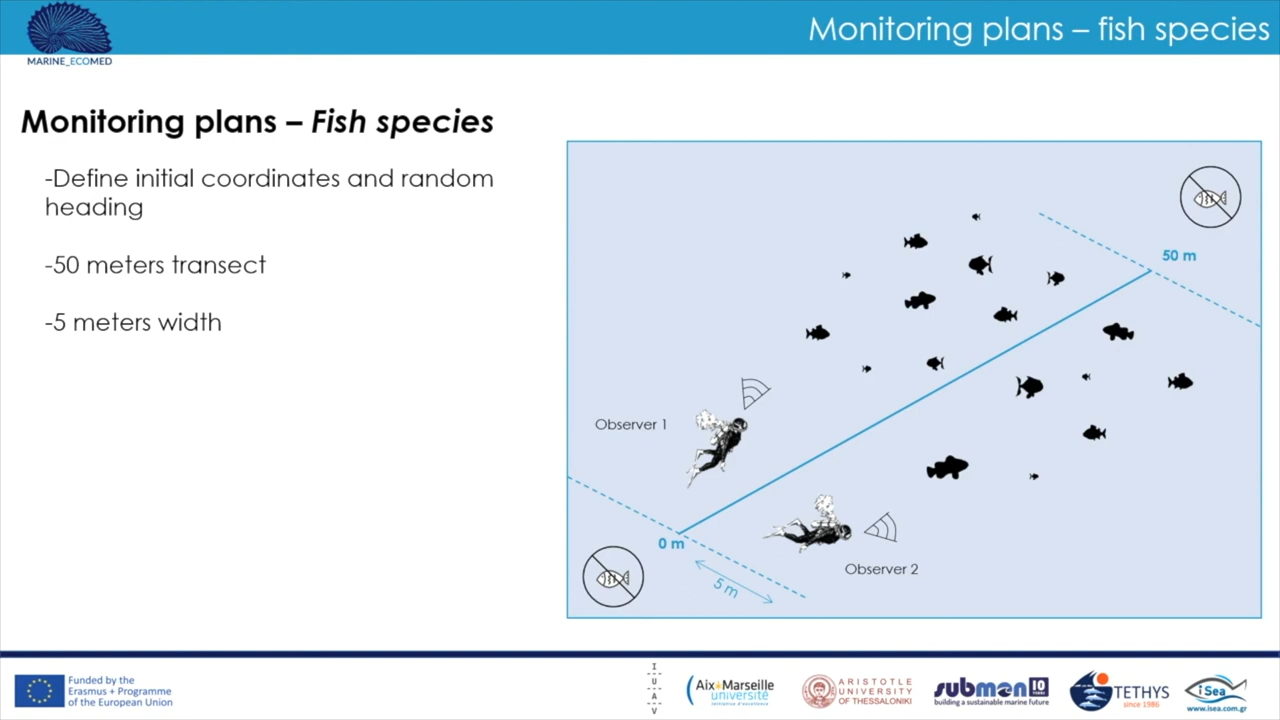 Monitoring plans – fish species
MARINE_ECOMED
Monitoring plans – Fish species
-Define initial coordinates and random
heading
-50 meters transect
-5 meters width
50 m
Observer 1
0 m
5 m
Observer 2
Funded by the
Erasmus + Programme
of the European Union
I
U
A
V
Aix*Marseille
université
Initiative d'excellence
ARISTOTLE
UNIVERSITY
OF THESSALONIKI
submon 10
building a sustainable marine future
TETHYS
since 1986
iSea
www.isea.com.gr